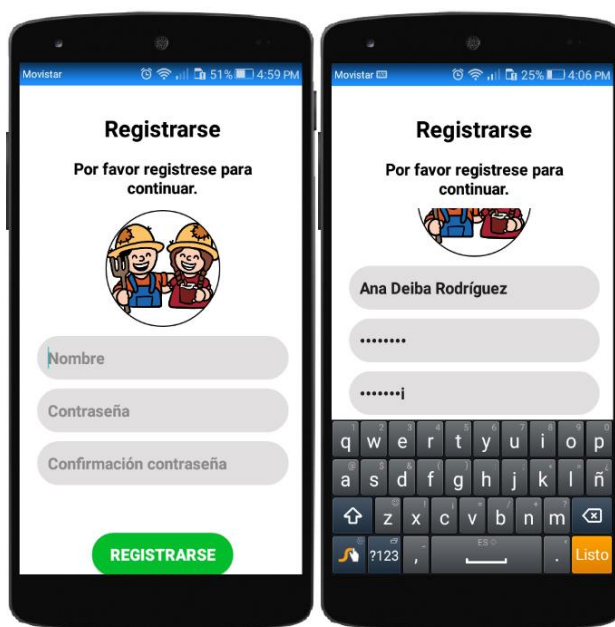 Movistar 51% 4:59 PM
Registrarse
Por favor registrese para
continuar.
Nombre
Contraseña
Confirmación contraseña
REGISTRARSE
Movistar 25% 4:06 PM
Registrarse
Por favor registrese para
continuar.
Ana Deiba Rodríguez
••••••••
•••••••i
q w e r t y u i o p
a s d f g h j k l ñ
z x c v b n m
?123 , ES . Listo